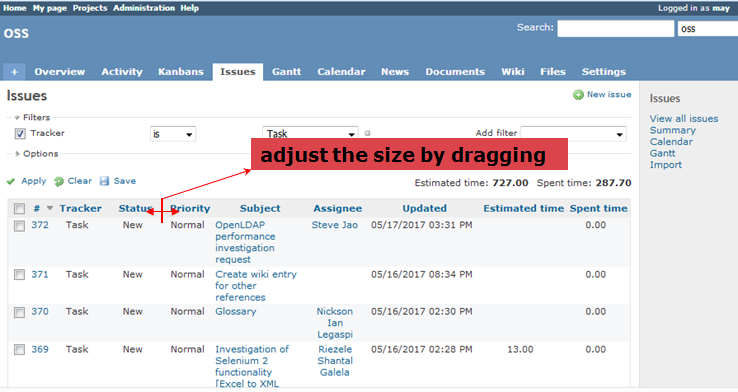 Home My page Projects Administration Help Logged in as may
oss
Search: oss
+ Overview Activity Kanbans Issues Gantt Calendar News Documents Wiki Files Settings
Issues
New issue
Filters
Tracker is Task Add filter
Options
adjust the size by dragging
Apply Clear Save
Estimated time: 727.00 Spent time: 287.70
# Tracker Status Priority Subject Assignee Updated Estimated time Spent time
372 Task New Normal OpenLDAP Steve Jao 05/17/2017 03:31 PM 0.00
performance
investigation
request
371 Task New Normal Create wiki entry 05/16/2017 08:34 PM 0.00
for other
references
370 Task New Normal Glossary Nickson 05/16/2017 02:30 PM 0.00
Ian
Legaspi
369 Task New Normal Investigation of Riezele 05/16/2017 02:28 PM 13.00 0.00
Selenium 2 Shantal
functionality Galela
[Excel to XML
Issues
View all issues
Summary
Calendar
Gantt
Import